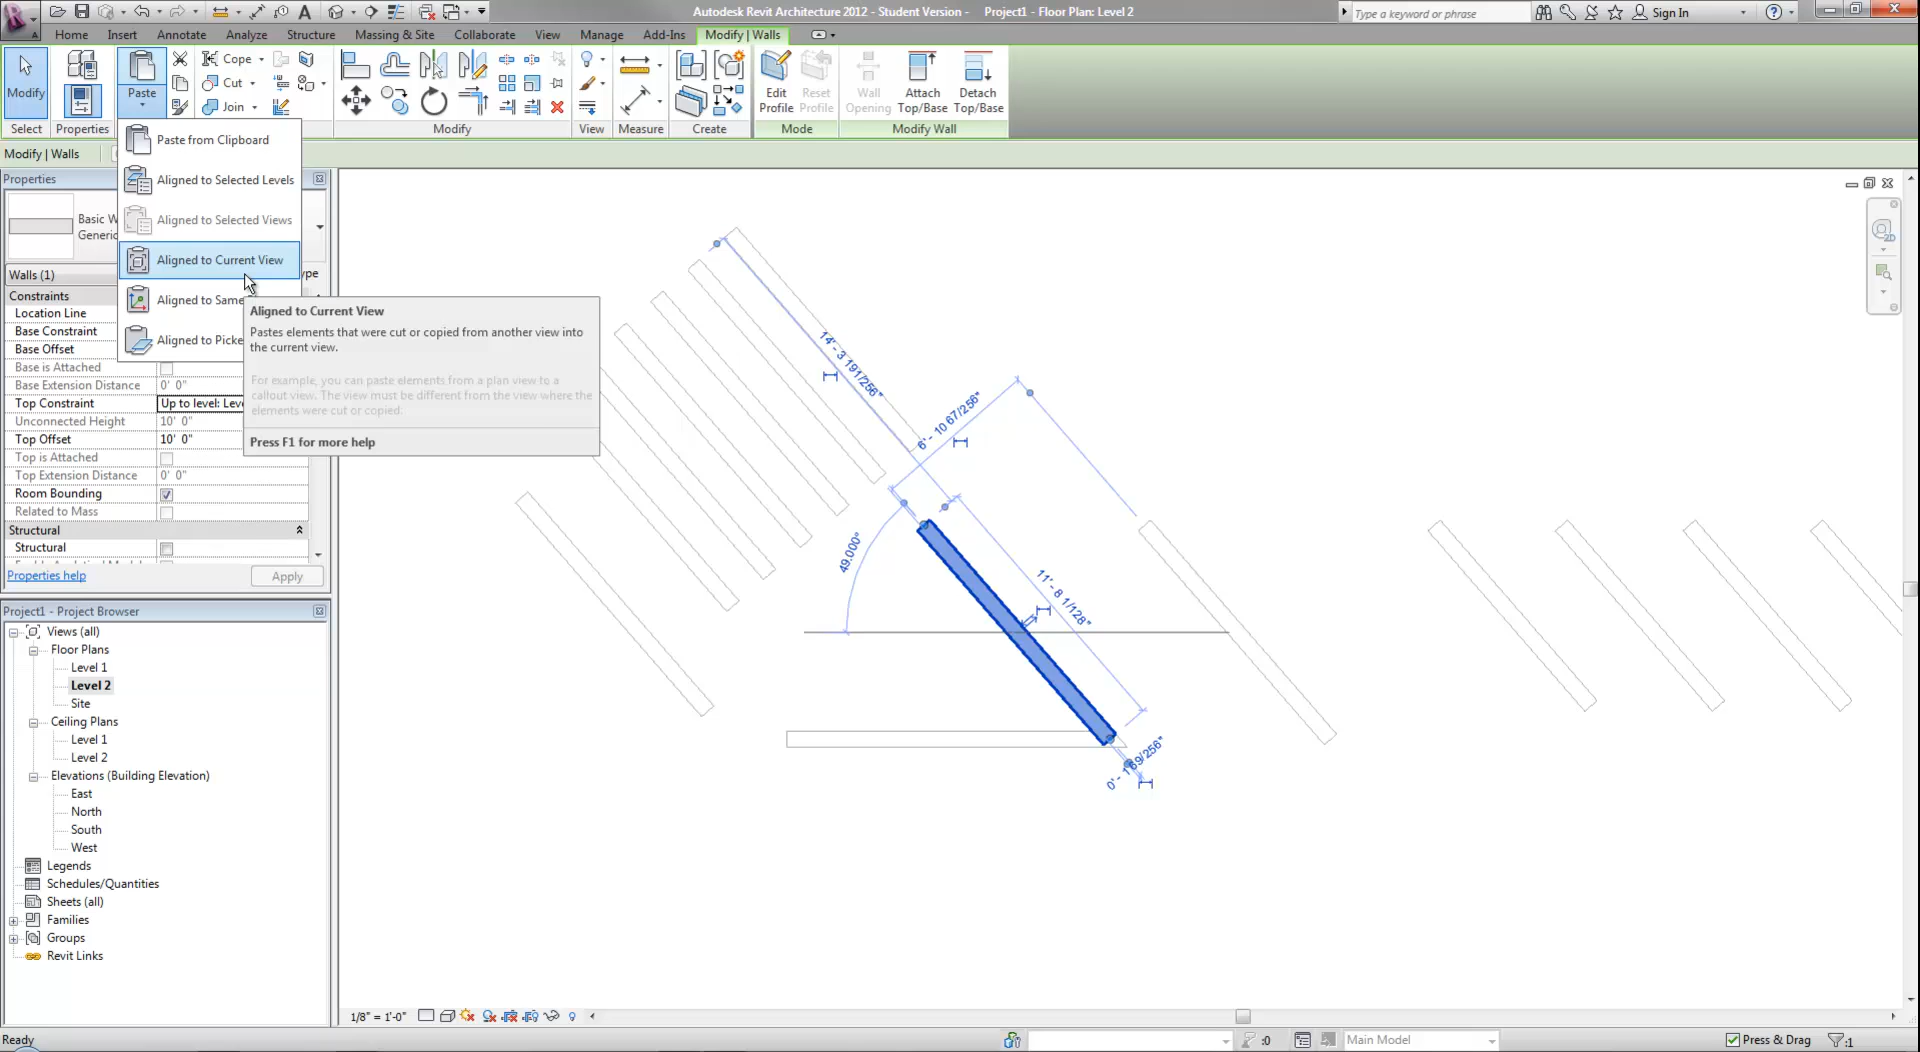 Autodesk Revit Architecture 2012 - Student Version - Project1 - Floor Plan: Level 2
Type a keyword or phrase
Sign In
Home Insert Annotate Analyze Structure Massing & Site Collaborate View Manage Add-Ins Modify | Walls
Modify
Paste
Cope
Cut
Join
Edit Profile
Reset Profile
Wall Opening
Attach Top/Base
Detach Top/Base
Select Properties Modify View Measure Create Mode Modify Wall
Modify | Walls
Paste from Clipboard
Aligned to Selected Levels
Aligned to Selected Views
Aligned to Current View
Aligned to Same
Aligned to Picke
Aligned to Current View
Pastes elements that were cut or copied from another view into
the current view.
For example, you can paste elements from a plan view to a
callout view. The view must be different from the view where the
elements were cut or copied.
Press F1 for more help
Properties
Basic W
Generic
Walls (1)
ype
Constraints
Location Line
Base Constraint
Base Offset
Base is Attached
Base Extension Distance 0' 0"
Top Constraint Up to level: Leve
Unconnected Height 10' 0"
Top Offset 10' 0"
Top is Attached
Top Extension Distance 0' 0"
Room Bounding
Related to Mass
Structural
Structural
Properties help
Apply
Project1 - Project Browser
Views (all)
Floor Plans
Level 1
Level 2
Site
Ceiling Plans
Level 1
Level 2
Elevations (Building Elevation)
East
North
South
West
Legends
Schedules/Quantities
Sheets (all)
Families
Groups
Revit Links
14' - 3 191/256"
6' - 10 67/256"
49.000°
11' - 8 1/128"
1/8" = 1'-0"
Ready
:0
Main Model
Press & Drag
:1